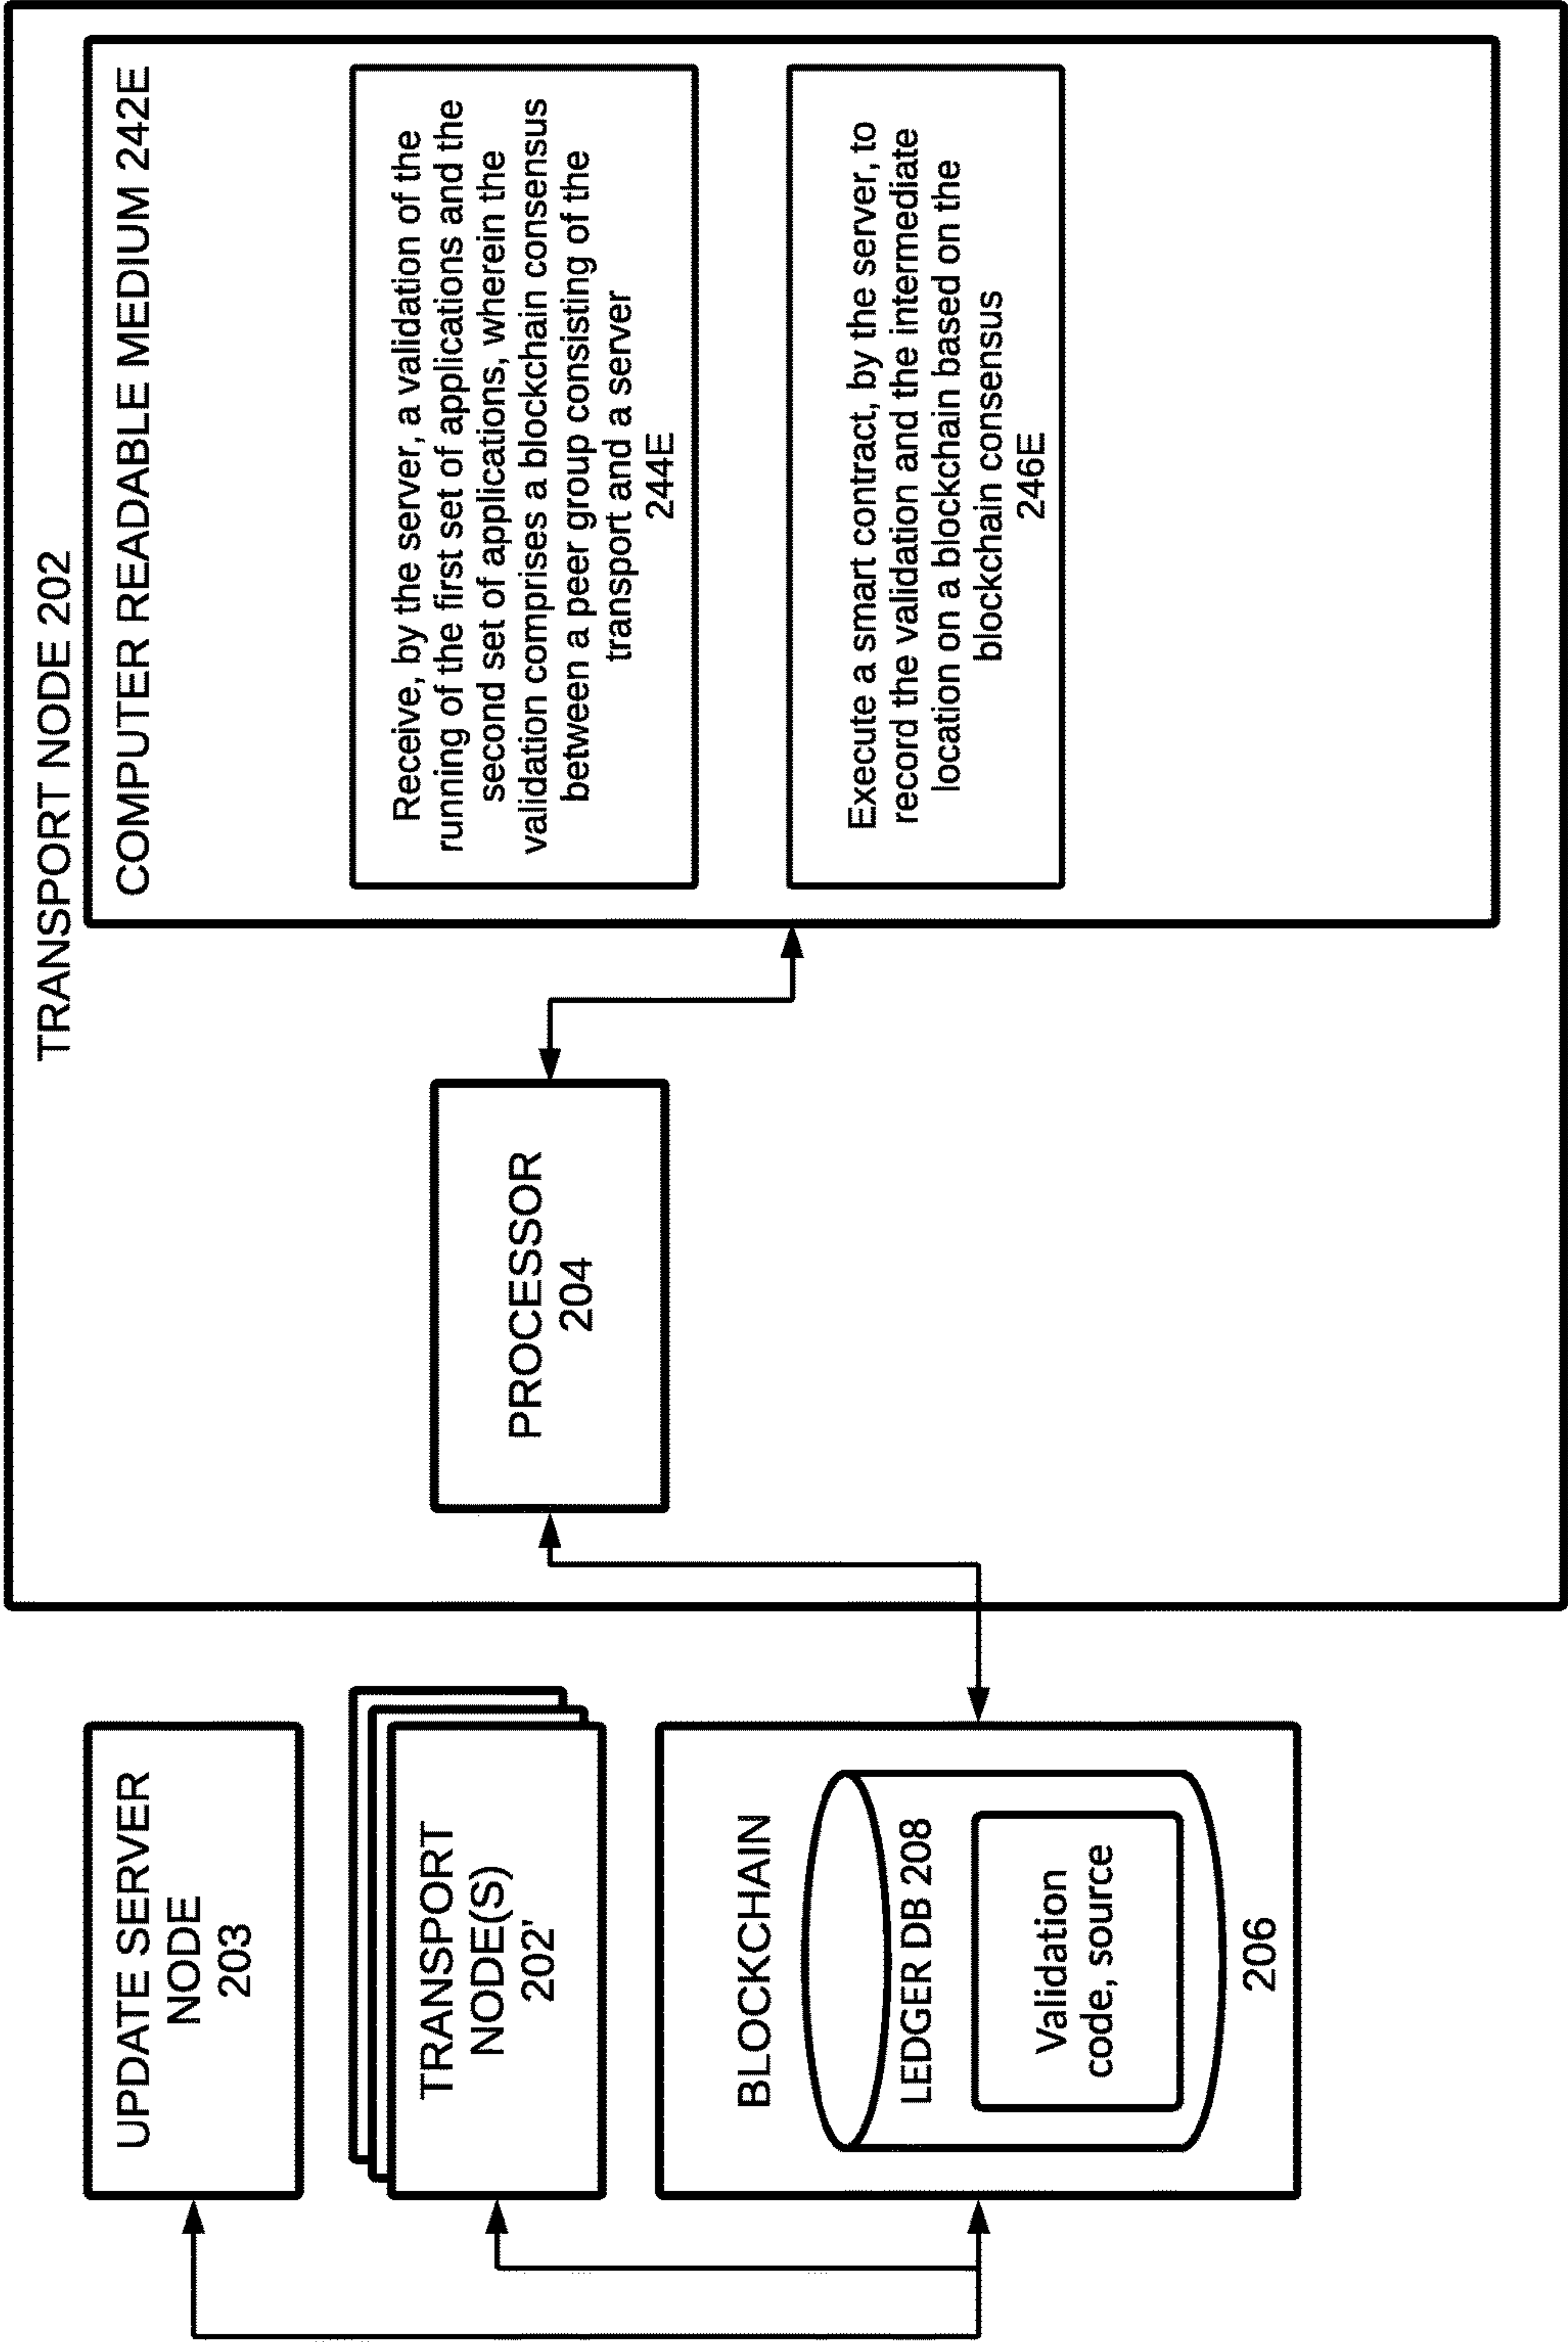 UPDATE SERVER
NODE
203
TRANSPORT
NODE(S)
202'
BLOCKCHAIN
LEDGER DB 208
Validation
code, source
206
TRANSPORT NODE 202
PROCESSOR
204
COMPUTER READABLE MEDIUM 242E
Receive, by the server, a validation of the
running of the first set of applications and the
second set of applications, wherein the
validation comprises a blockchain consensus
between a peer group consisting of the
transport and a server
244E
Execute a smart contract, by the server, to
record the validation and the intermediate
location on a blockchain based on the
blockchain consensus
246E